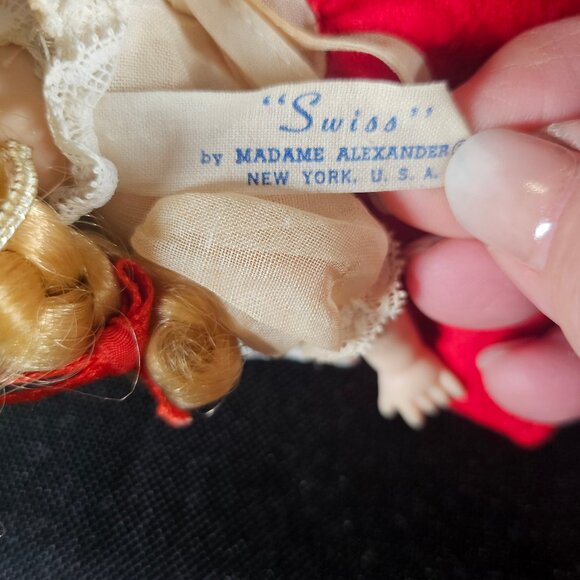 "Swiss"
by MADAME ALEXANDER®
NEW YORK, U. S. A.